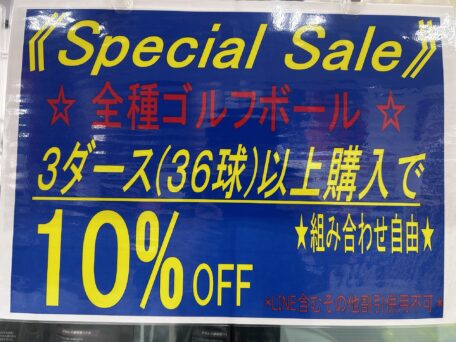 《Special Sale》
☆ 全種ゴルフボール ☆
3ダース(36球)以上購入で
10%OFF
★組み合わせ自由★
*LINE含むその他割引併用不可*